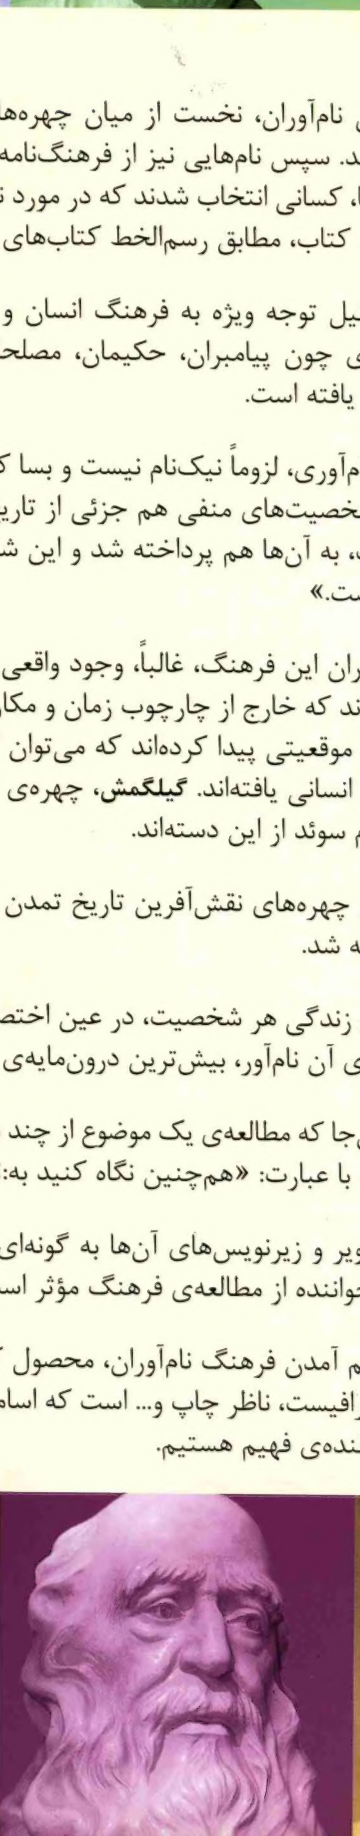 نام‌آوران، نخست از میان چهره‌ها
ند. سپس نام‌هایی نیز از فرهنگ‌نامه
کسانی انتخاب شدند که در مورد
کتاب، مطابق رسم‌الخط کتاب‌های
توجه ویژه به فرهنگ انسان و
چون پیامبران، حکیمان، مصلح
یافته است.
م‌آوری، لزوماً نیک‌نام نیست و بسا
خصیت‌های منفی هم جزئی از تاری
به آن‌ها هم پرداخته شد و این
ست.»
ران این فرهنگ، غالباً، وجود واقعی
ند که خارج از چارچوب زمان و مکا
موقعیتی پیدا کرده‌اند که می‌توان
انسانی یافته‌اند. گیلگمش، چهره‌ی
م سوئد از این دسته‌اند.
چهره‌های نقش‌آفرین تاریخ تمدن
ه شد.
زندگی هر شخصیت، در عین اختص
ی آن نام‌آور، بیش‌ترین درون‌مایه‌ی
جا که مطالعه‌ی یک موضوع از چند
با عبارت: «هم‌چنین نگاه کنید به:
ویر و زیرنویس‌های آن‌ها به گونه‌ای
خواننده از مطالعه‌ی فرهنگ مؤثر اس
م آمدن فرهنگ نام‌آوران، محصول
رافیست، ناظر چاپ و... است که اسام
نده‌ی فهیم هستیم.